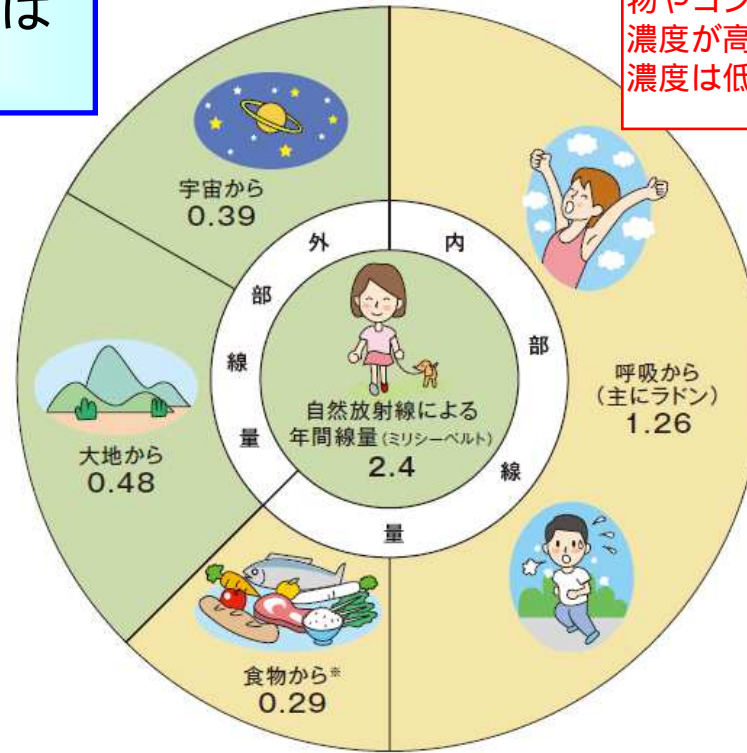 は
物やコン
濃度が高
濃度は低
宇宙から
0.39
外部線量
内部線量
大地から
0.48
自然放射線による
年間線量(ミリシーベルト)
2.4
呼吸から
(主にラドン)
1.26
食物から※
0.29